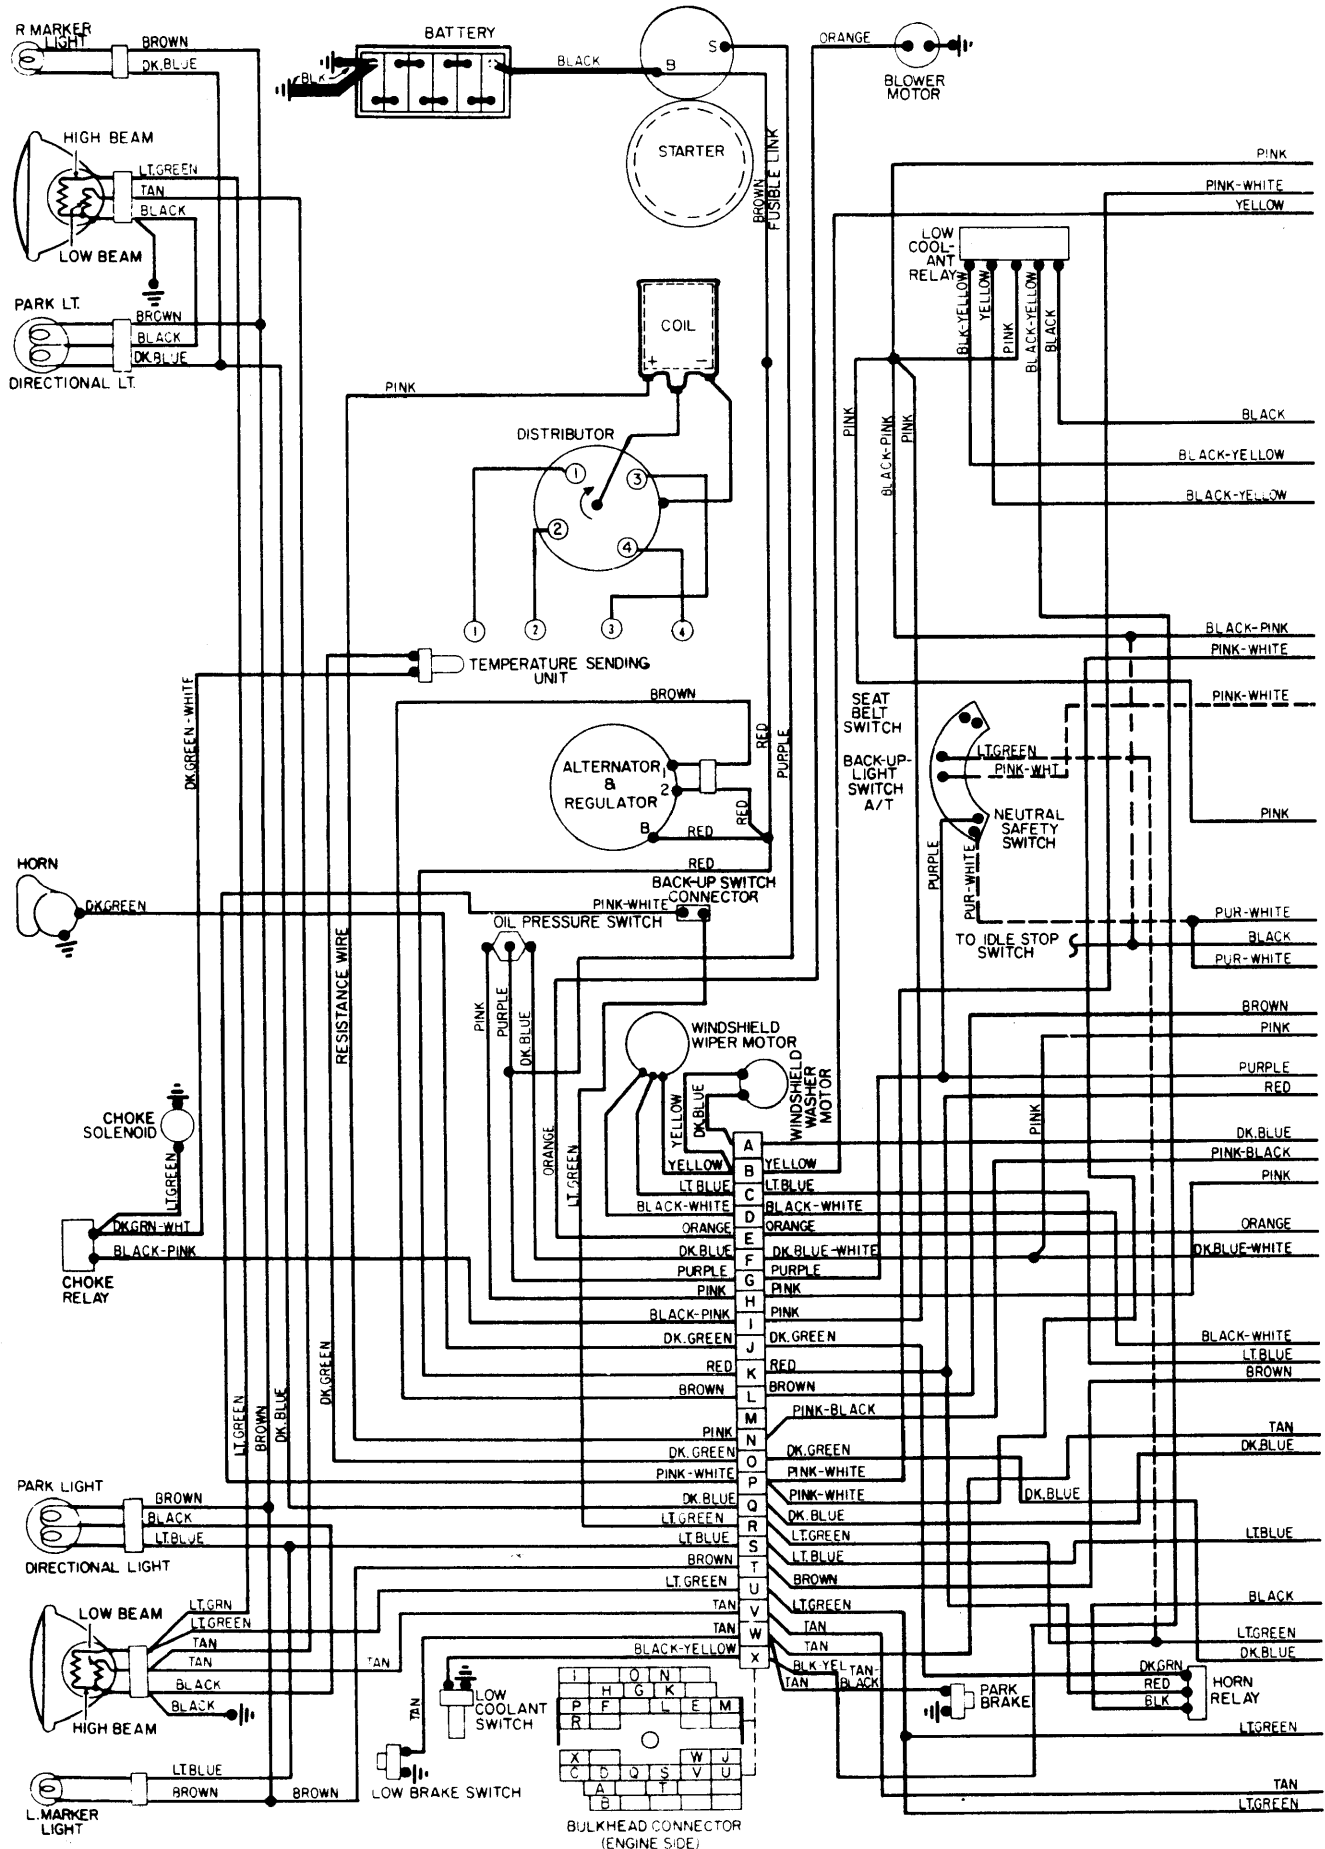 R MARKER
LIGHT
BROWN
DK.BLUE
BATTERY
BLK
BLACK
S
B
STARTER
BROWN
FUSIBLE LINK
ORANGE
BLOWER
MOTOR
PINK
PINK-WHITE
YELLOW
HIGH BEAM
LT.GREEN
TAN
BLACK
LOW BEAM
LOW
COOL-
ANT
RELAY
BLK-YELLOW
YELLOW
PINK
BLACK-YELLOW
BLACK
PARK LT.
BROWN
BLACK
DK.BLUE
DIRECTIONAL LT.
COIL
+
−
PINK
PINK
BLACK-PINK
PINK
BLACK
BLACK-YELLOW
BLACK-YELLOW
DISTRIBUTOR
1
3
2
4
1
2
3
4
BLACK-PINK
PINK-WHITE
PINK-WHITE
TEMPERATURE SENDING
UNIT
DK.GREEN-WHITE
BROWN
RED
PURPLE
ALTERNATOR
&
REGULATOR
1
2
B
RED
RED
RED
SEAT
BELT
SWITCH
BACK-UP-
LIGHT
SWITCH
A/T
LT.GREEN
PINK-WHT
NEUTRAL
SAFETY
SWITCH
PINK
PURPLE
PUR-WHITE
HORN
DK.GREEN
BACK-UP SWITCH
CONNECTOR
PINK-WHITE
OIL PRESSURE SWITCH
PUR-WHITE
BLACK
PUR-WHITE
TO IDLE STOP
SWITCH
RESISTANCE WIRE
PINK
PURPLE
DK.BLUE
WINDSHIELD
WIPER MOTOR
WINDSHIELD
WASHER
MOTOR
BROWN
PINK
PURPLE
RED
CHOKE
SOLENOID
LT.GREEN
ORANGE
LT.GREEN
YELLOW
DK.BLUE
PINK
DK.BLUE
PINK-BLACK
PINK
ORANGE
DK.BLUE-WHITE
DK.GRN-WHT
BLACK-PINK
CHOKE
RELAY
A
YELLOW B YELLOW
LT.BLUE C LT.BLUE
BLACK-WHITE D BLACK-WHITE
ORANGE E ORANGE
DK.BLUE F DK.BLUE-WHITE
PURPLE G PURPLE
PINK H PINK
BLACK-PINK I PINK
DK.GREEN J DK.GREEN
RED K RED
BROWN L BROWN
M PINK-BLACK
PINK N
DK.GREEN O DK.GREEN
PINK-WHITE P PINK-WHITE
PINK-WHITE
DK.BLUE Q DK.BLUE
LT.GREEN R LT.GREEN
LT.BLUE S LT.BLUE
BROWN T BROWN
LT.GREEN U LT.GREEN
TAN V TAN
TAN W TAN
BLACK-YELLOW X BLK-YEL
TAN-
BLACK
TAN
BLACK-WHITE
LT.BLUE
BROWN
TAN
DK.BLUE
DK.BLUE
LT.BLUE
BLACK
LT.GREEN
DK.BLUE
DK.GREEN
LT.GREEN
BROWN
DK.BLUE
PARK LIGHT
BROWN
BLACK
LT.BLUE
DIRECTIONAL LIGHT
LOW BEAM
LT.GRN
LT.GREEN
TAN
TAN
BLACK
BLACK
HIGH BEAM
TAN
TAN
LOW
COOLANT
SWITCH
LOW BRAKE SWITCH
PARK
BRAKE
DK.GRN
RED
BLK
HORN
RELAY
LT.GREEN
TAN
LT.GREEN
LT.BLUE
BROWN
BROWN
L.MARKER
LIGHT
I O N
H G K
P F L E M
R
X W J
C D Q S V U
A T
B
BULKHEAD CONNECTOR
(ENGINE SIDE)